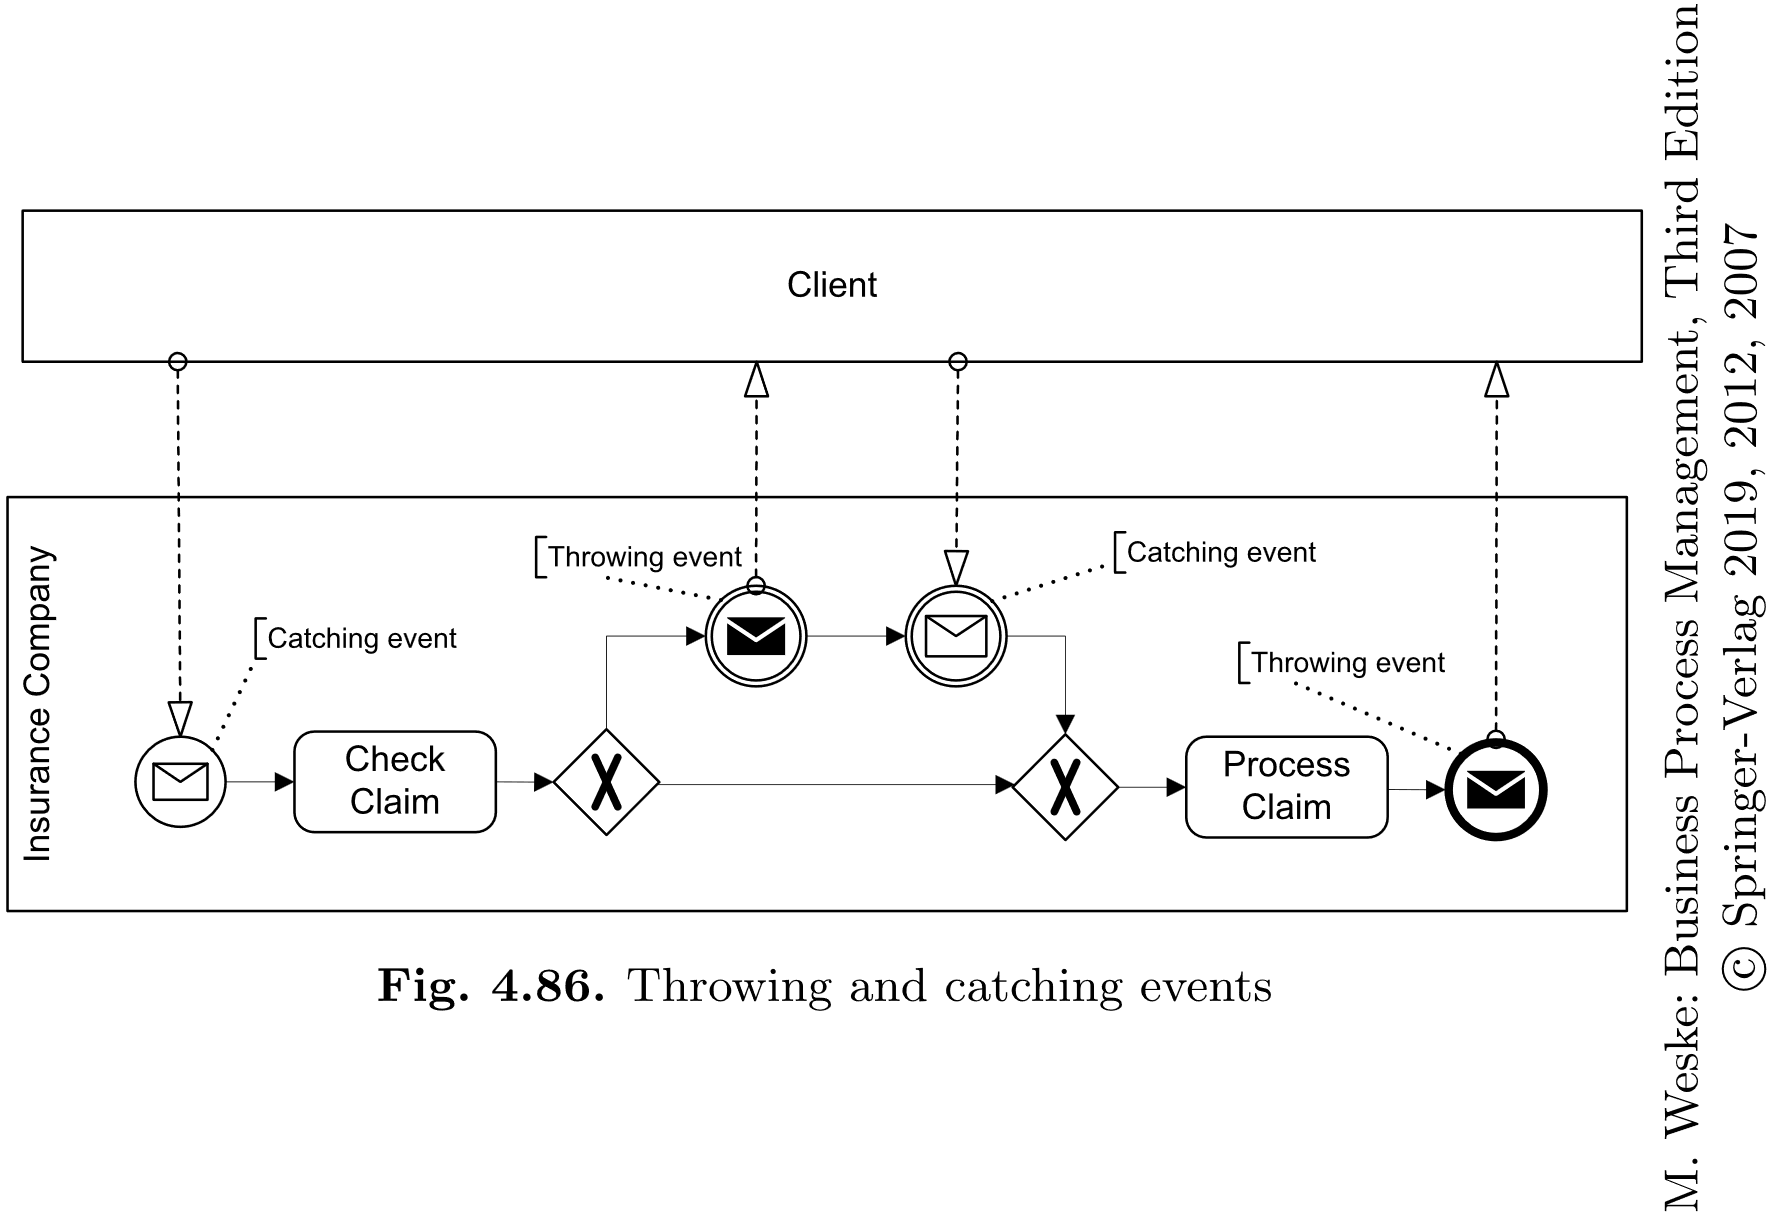 Client
Insurance Company
Throwing event
Catching event
Catching event
Throwing event
Check
Claim
X
X
Process
Claim
Fig. 4.86. Throwing and catching events
M. Weske: Business Process Management, Third Edition
© Springer-Verlag 2019, 2012, 2007